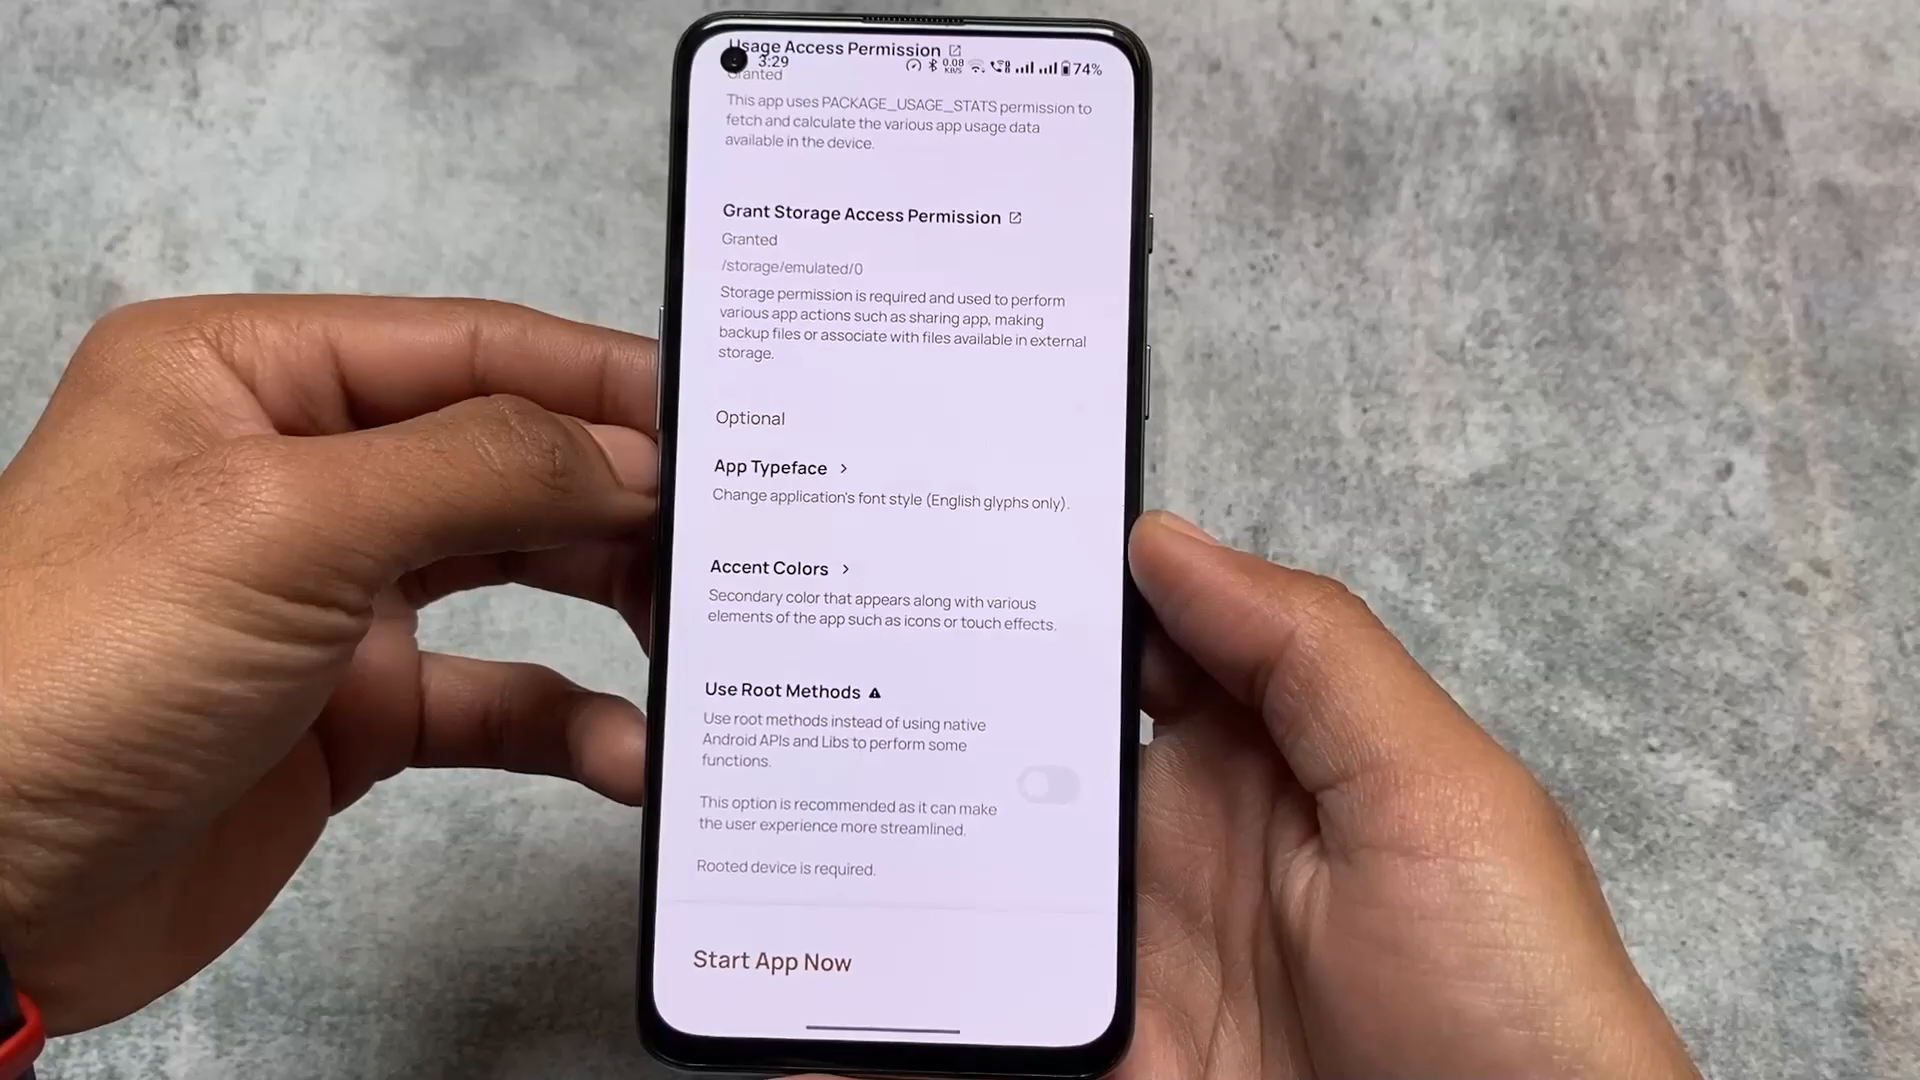 Usage Access Permission
3:29
0.08
KB/S
74%
Granted
This app uses PACKAGE_USAGE_STATS permission to
fetch and calculate the various app usage data
available in the device.
Grant Storage Access Permission
Granted
/storage/emulated/0
Storage permission is required and used to perform
various app actions such as sharing app, making
backup files or associate with files available in external
storage.
Optional
App Typeface >
Change application's font style (English glyphs only).
Accent Colors >
Secondary color that appears along with various
elements of the app such as icons or touch effects.
Use Root Methods
Use root methods instead of using native
Android APIs and Libs to perform some
functions.
This option is recommended as it can make
the user experience more streamlined.
Rooted device is required.
Start App Now